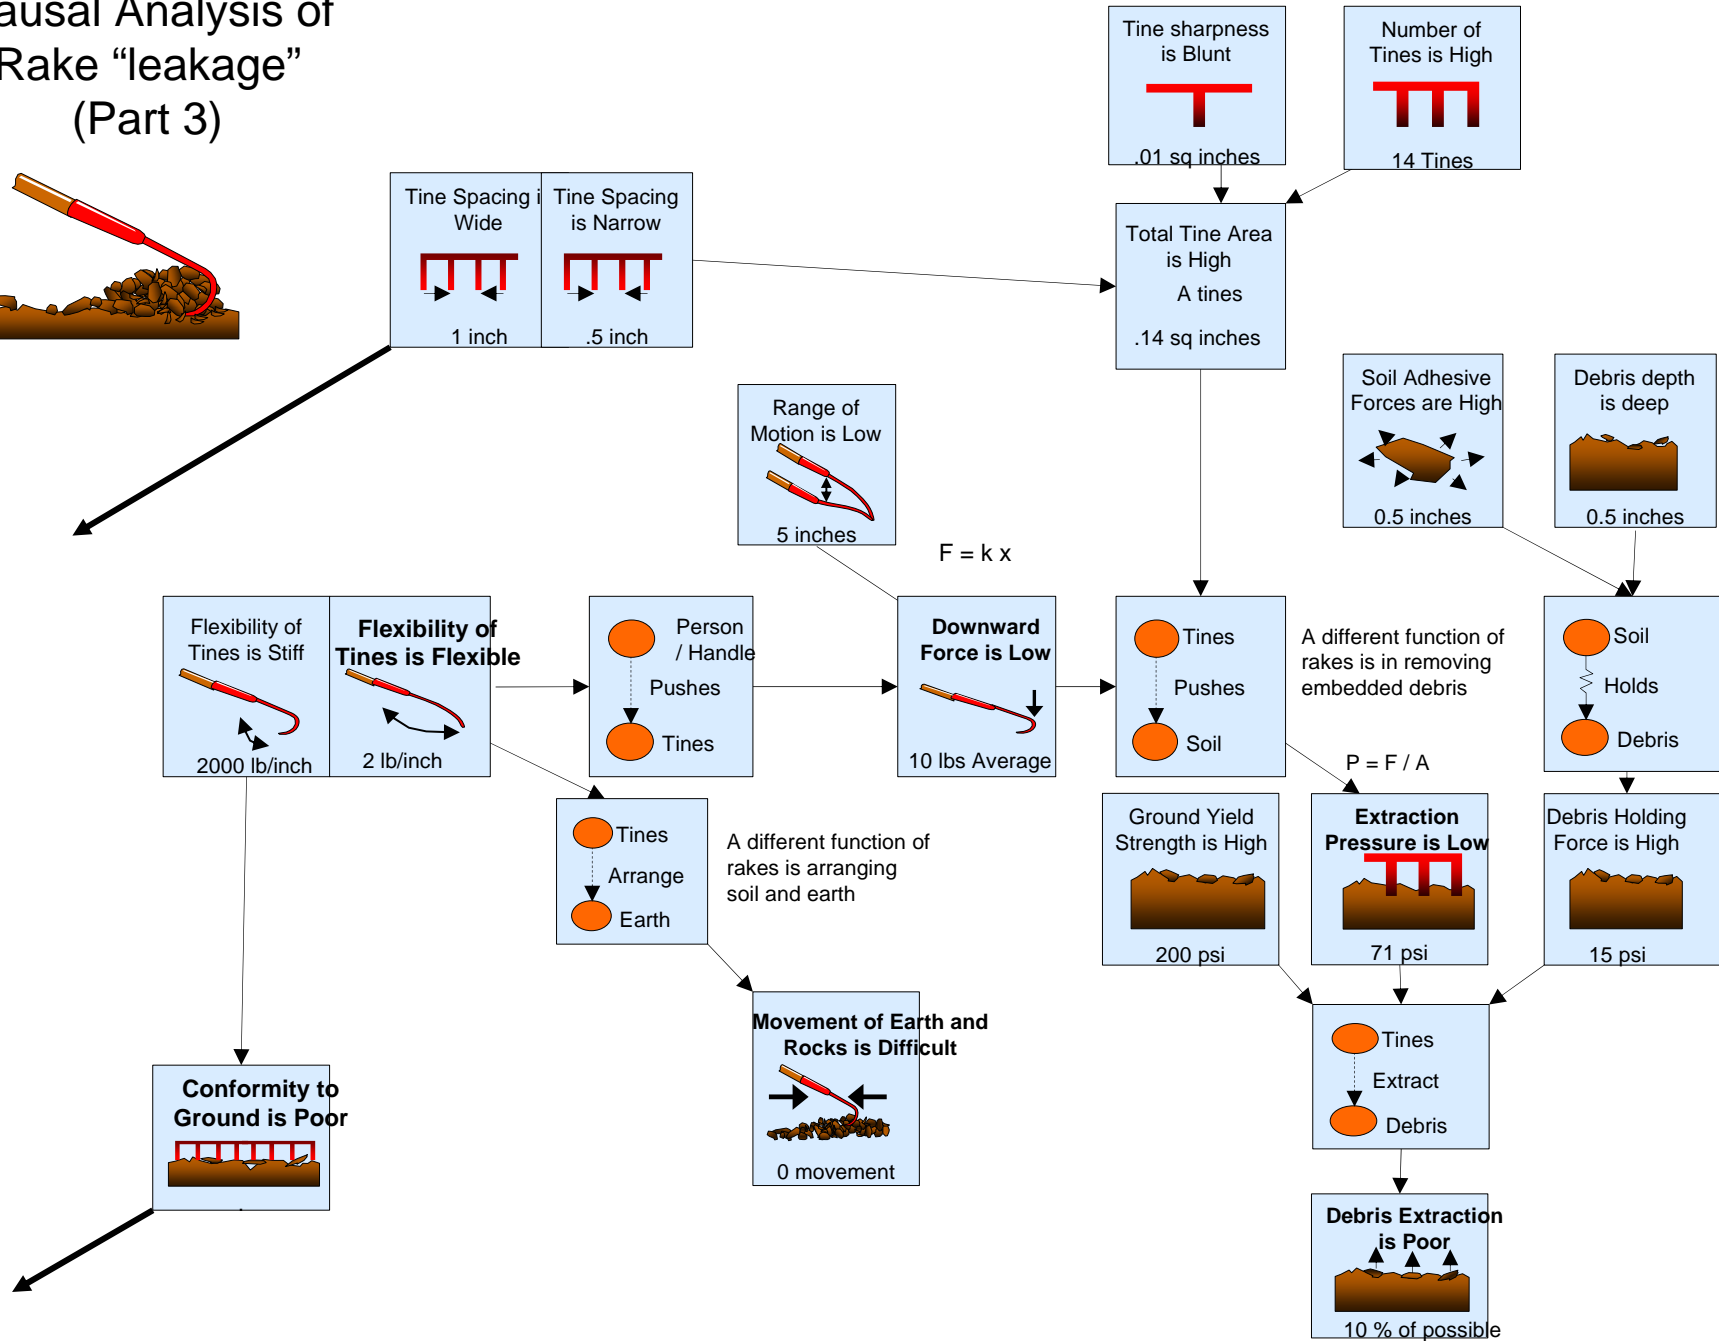 ausal Analysis of
Rake “leakage”
(Part 3)
Tine sharpness
is Blunt
.01 sq inches
Number of
Tines is High
14 Tines
Tine Spacing i
Wide
1 inch
Tine Spacing
is Narrow
.5 inch
Total Tine Area
is High
A tines
.14 sq inches
Range of
Motion is Low
5 inches
F = k x
Soil Adhesive
Forces are High
0.5 inches
Debris depth
is deep
0.5 inches
Flexibility of
Tines is Stiff
2000 lb/inch
Flexibility of
Tines is Flexible
2 lb/inch
Person
/ Handle
Pushes
Tines
Downward
Force is Low
10 lbs Average
Tines
Pushes
Soil
A different function of
rakes is in removing
embedded debris
Soil
Holds
Debris
P = F / A
Tines
Arrange
Earth
A different function of
rakes is arranging
soil and earth
Ground Yield
Strength is High
200 psi
Extraction
Pressure is Low
71 psi
Debris Holding
Force is High
15 psi
Movement of Earth and
Rocks is Difficult
0 movement
Conformity to
Ground is Poor
.
Tines
Extract
Debris
Debris Extraction
is Poor
10 % of possible